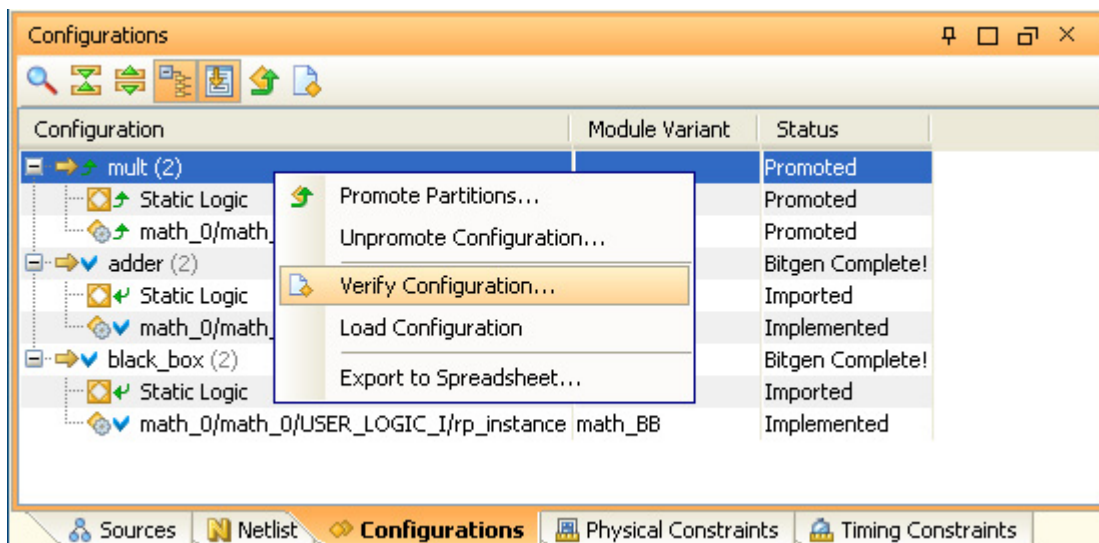 Configurations
Configuration Module Variant Status
mult (2) Promoted
Static Logic Promoted
math_0/math_ Promoted
adder (2) Bitgen Complete!
Static Logic Imported
math_0/math_ Implemented
black_box (2) Bitgen Complete!
Static Logic Imported
math_0/math_0/USER_LOGIC_I/rp_instance math_BB Implemented
Promote Partitions...
Unpromote Configuration...
Verify Configuration...
Load Configuration
Export to Spreadsheet...
Sources Netlist Configurations Physical Constraints Timing Constraints